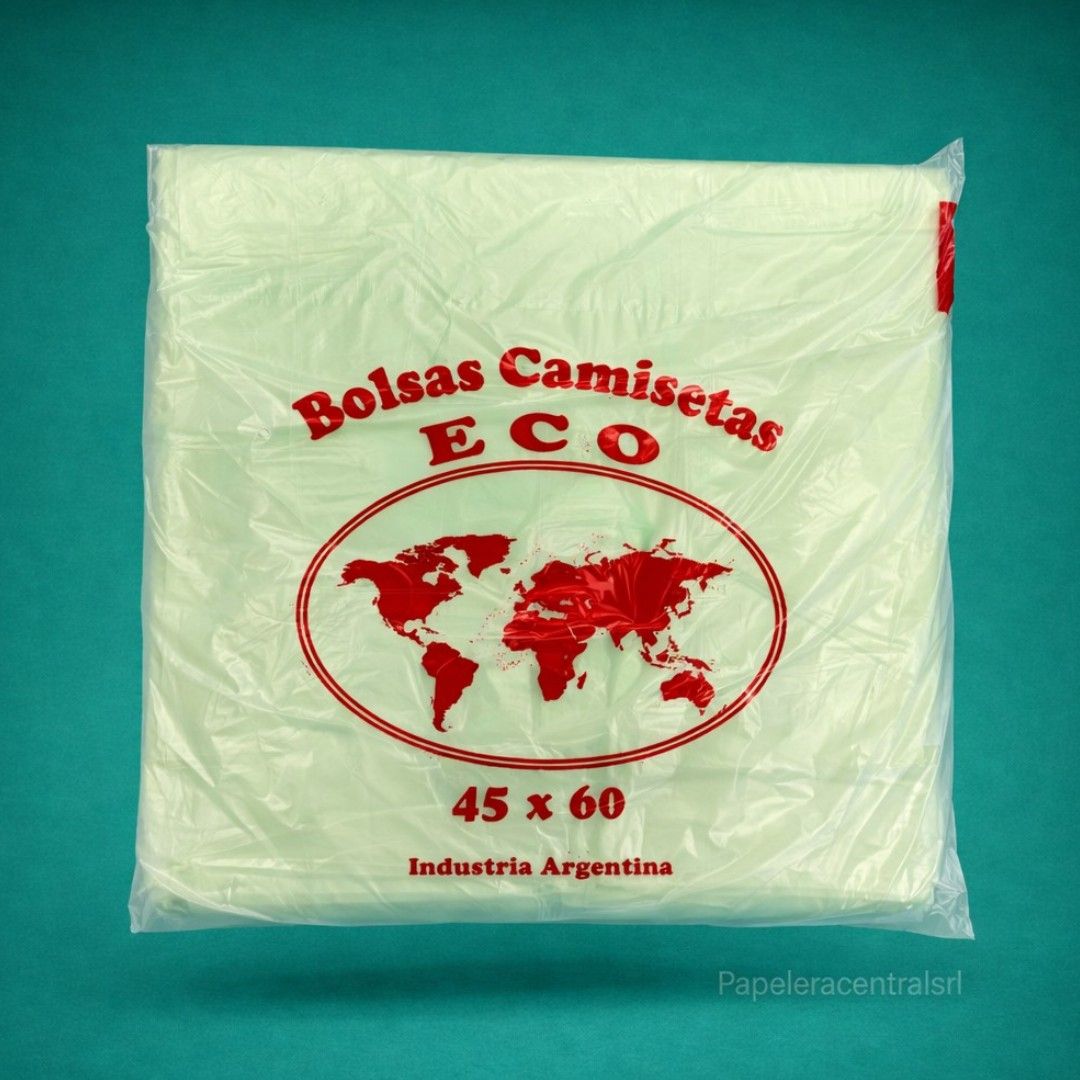 Bolsas Camisetas
ECO
45 x 60
Industria Argentina
Papeleracentralsrl